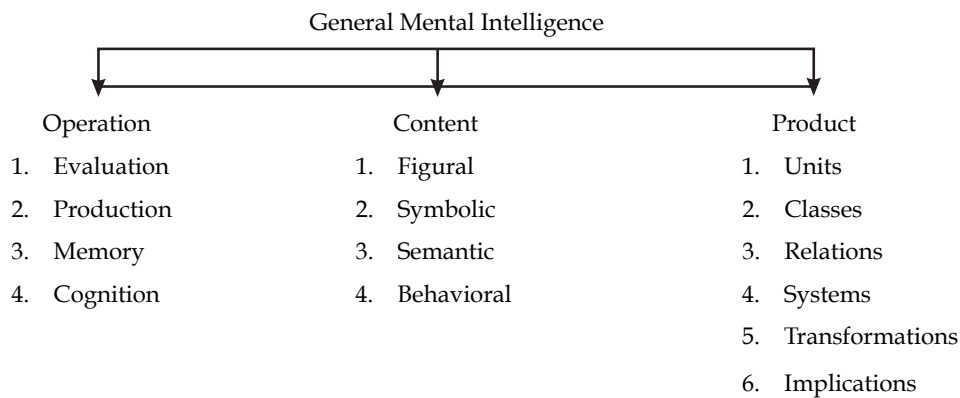 General Mental Intelligence
Operation Content Product
1. Evaluation 1. Figural 1. Units
2. Production 2. Symbolic 2. Classes
3. Memory 3. Semantic 3. Relations
4. Cognition 4. Behavioral 4. Systems
5. Transformations
6. Implications